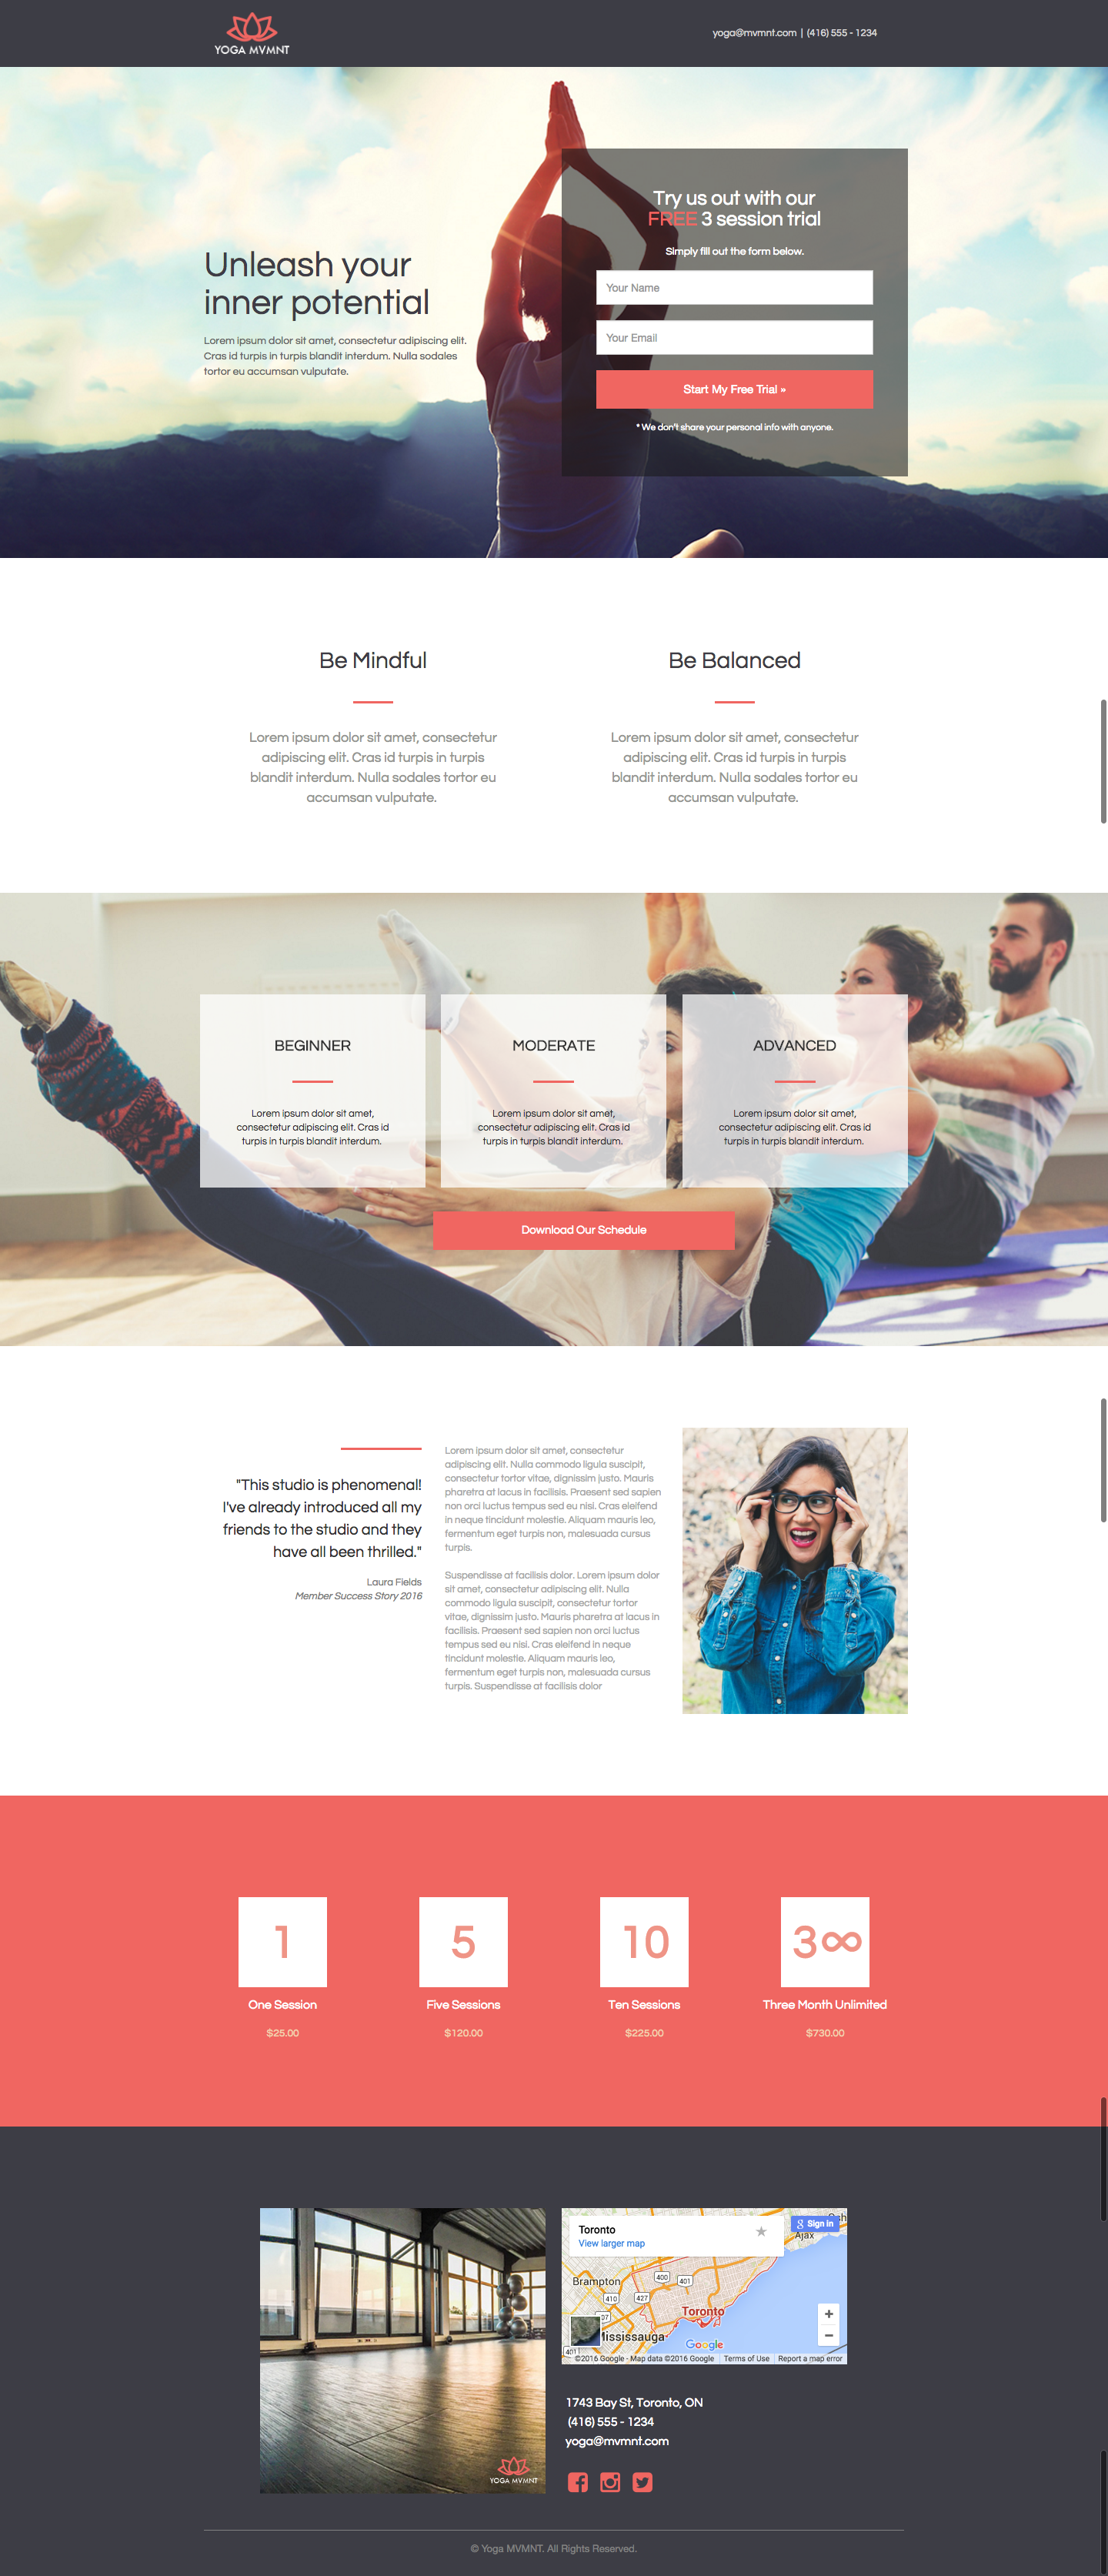 YOGA MVMNT
yoga@mvmnt.com | (416) 555 - 1234
Unleash your
inner potential
Lorem ipsum dolor sit amet, consectetur adipiscing elit.
Cras id turpis in turpis blandit interdum. Nulla sodales
tortor eu accumsan vulputate.
Try us out with our
FREE 3 session trial
Simply fill out the form below.
Your Name
Your Email
Start My Free Trial »
* We don't share your personal info with anyone.
Be Mindful
Lorem ipsum dolor sit amet, consectetur
adipiscing elit. Cras id turpis in turpis
blandit interdum. Nulla sodales tortor eu
accumsan vulputate.
Be Balanced
Lorem ipsum dolor sit amet, consectetur
adipiscing elit. Cras id turpis in turpis
blandit interdum. Nulla sodales tortor eu
accumsan vulputate.
BEGINNER
Lorem ipsum dolor sit amet,
consectetur adipiscing elit. Cras id
turpis in turpis blandit interdum.
MODERATE
Lorem ipsum dolor sit amet,
consectetur adipiscing elit. Cras id
turpis in turpis blandit interdum.
ADVANCED
Lorem ipsum dolor sit amet,
consectetur adipiscing elit. Cras id
turpis in turpis blandit interdum.
Download Our Schedule
"This studio is phenomenal!
I've already introduced all my
friends to the studio and they
have all been thrilled."
Laura Fields
Member Success Story 2016
Lorem ipsum dolor sit amet, consectetur
adipiscing elit. Nulla commodo ligula suscipit,
consectetur tortor vitae, dignissim justo. Mauris
pharetra at lacus in facilisis. Praesent sed sapien
non orci luctus tempus sed eu nisi. Cras eleifend
in neque tincidunt molestie. Aliquam mauris leo,
fermentum eget turpis non, malesuada cursus
turpis.
Suspendisse at facilisis dolor. Lorem ipsum dolor
sit amet, consectetur adipiscing elit. Nulla
commodo ligula suscipit, consectetur tortor
vitae, dignissim justo. Mauris pharetra at lacus in
facilisis. Praesent sed sapien non orci luctus
tempus sed eu nisi. Cras eleifend in neque
tincidunt molestie. Aliquam mauris leo,
fermentum eget turpis non, malesuada cursus
turpis. Suspendisse at facilisis dolor
1
One Session
$25.00
5
Five Sessions
$120.00
10
Ten Sessions
$225.00
3∞
Three Month Unlimited
$730.00
YOGA MVMNT
Toronto
View larger map
Sign in
Ajax
Brampton
400
401
410
427
Toronto
Mississauga
Google
©2016 Google - Map data ©2016 Google
Terms of Use
Report a map error
1743 Bay St, Toronto, ON
(416) 555 - 1234
yoga@mvmnt.com
© Yoga MVMNT. All Rights Reserved.